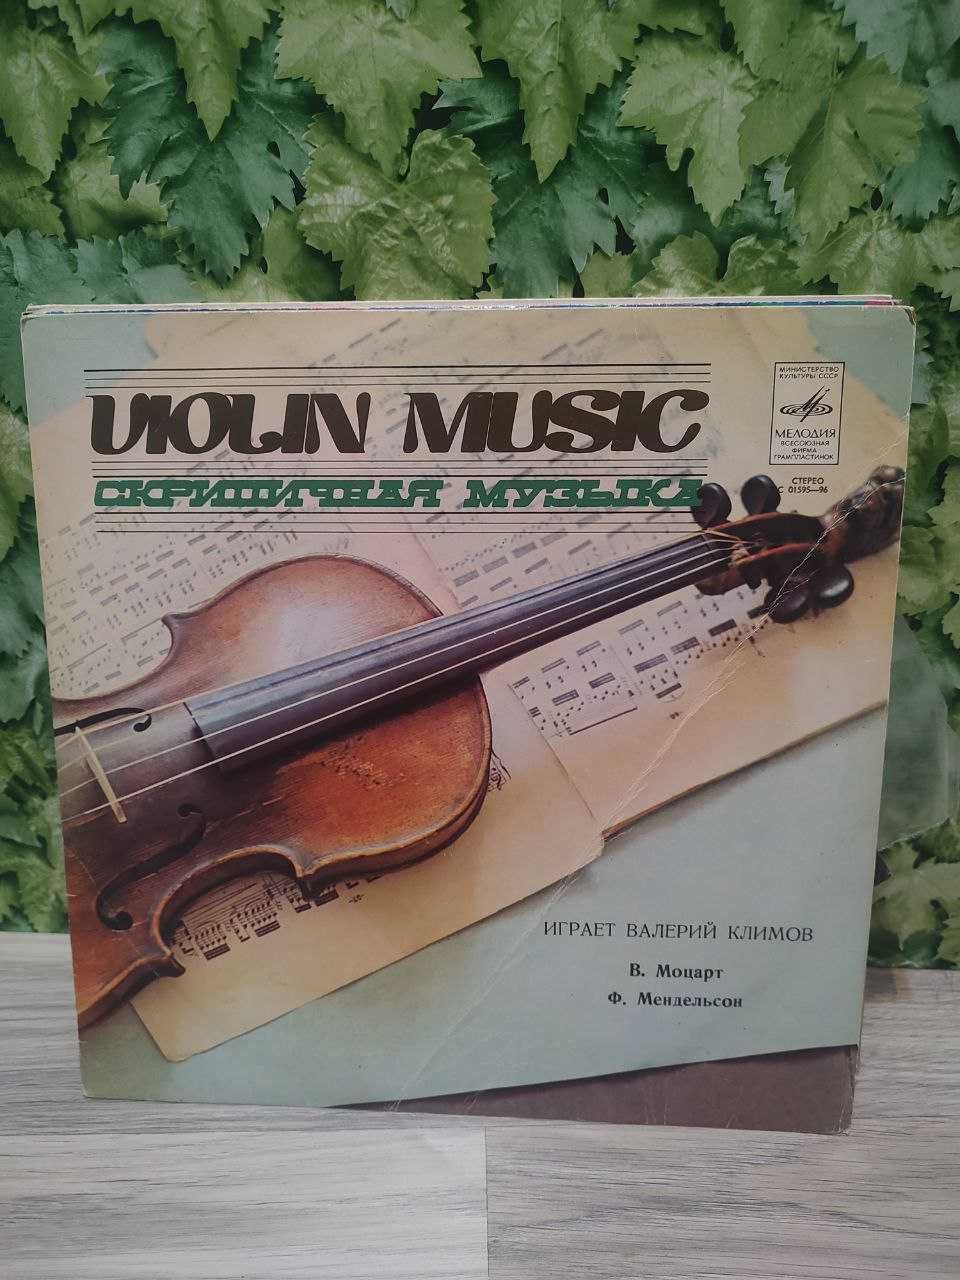 VIOLIN MUSIC
СКРИПИЧНАЯ МУЗЫКА
МИНИСТЕРСТВО
КУЛЬТУРЫ СССР
МЕЛОДИЯ
ВСЕСОЮЗНАЯ
ФИРМА
ГРАМПЛАСТИНОК
СТЕРЕО
С 01595—96
ИГРАЕТ ВАЛЕРИЙ КЛИМОВ
В. Моцарт
Ф. Мендельсон